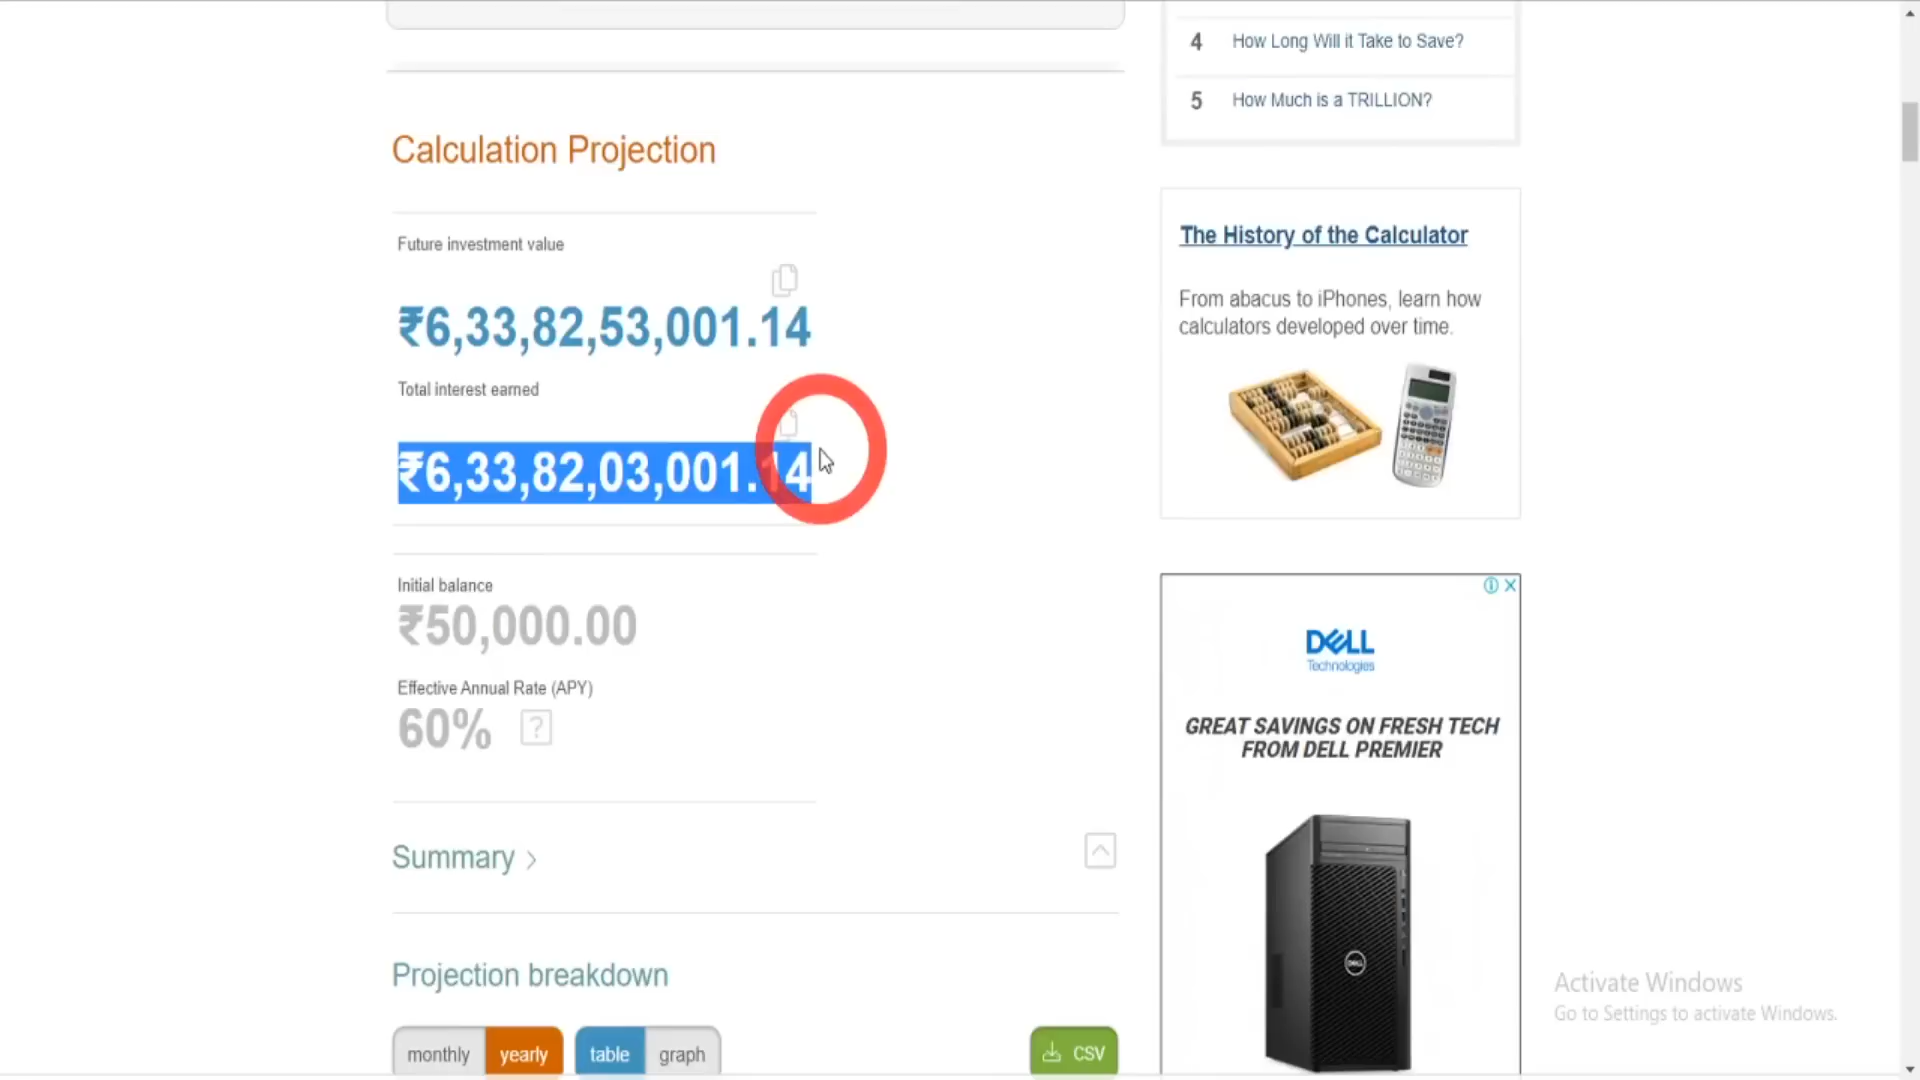 4 How Long Will it Take to Save?
5 How Much is a TRILLION?
Calculation Projection
Future investment value
₹6,33,82,53,001.14
Total interest earned
₹6,33,82,03,001.14
Initial balance
₹50,000.00
Effective Annual Rate (APY)
60% ?
Summary >
Projection breakdown
monthly yearly table graph CSV
The History of the Calculator
From abacus to iPhones, learn how
calculators developed over time.
DELL
Technologies
GREAT SAVINGS ON FRESH TECH
FROM DELL PREMIER
DELL
Activate Windows
Go to Settings to activate Windows.